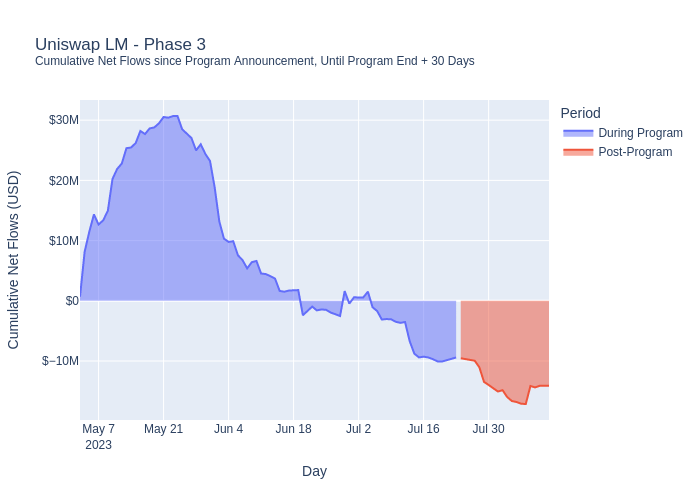 Uniswap LM - Phase 3
Cumulative Net Flows since Program Announcement, Until Program End + 30 Days
Period
During Program
Post-Program
Cumulative Net Flows (USD)
$30M
$20M
$10M
$0
$−10M
May 7
2023
May 21
Jun 4
Jun 18
Jul 2
Jul 16
Jul 30
Day